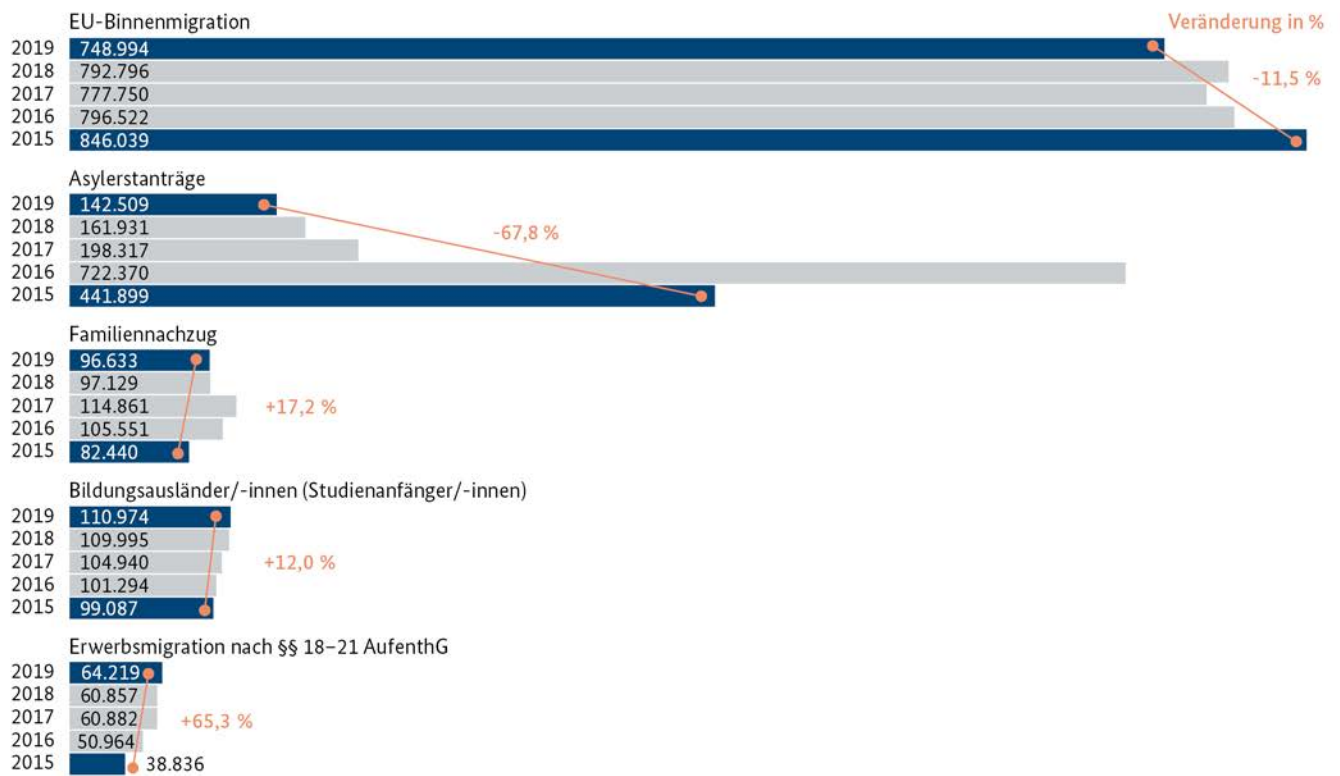 EU-Binnenmigration Veränderung in %
2019 748.994
2018 792.796 -11,5 %
2017 777.750
2016 796.522
2015 846.039
Asylerstanträge
2019 142.509
2018 161.931 -67,8 %
2017 198.317
2016 722.370
2015 441.899
Familiennachzug
2019 96.633
2018 97.129
2017 114.861 +17,2 %
2016 105.551
2015 82.440
Bildungsausländer/-innen (Studienanfänger/-innen)
2019 110.974
2018 109.995
2017 104.940 +12,0 %
2016 101.294
2015 99.087
Erwerbsmigration nach §§ 18–21 AufenthG
2019 64.219
2018 60.857
2017 60.882 +65,3 %
2016 50.964
2015 38.836